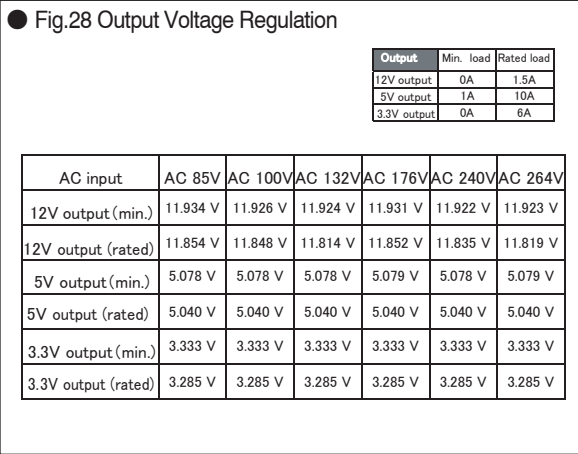 ● Fig.28 Output Voltage Regulation
Output Min. load Rated load
12V output 0A 1.5A
5V output 1A 10A
3.3V output 0A 6A
AC input AC 85V AC 100V AC 132V AC 176V AC 240V AC 264V
12V output(min.) 11.934 V 11.926 V 11.924 V 11.931 V 11.922 V 11.923 V
12V output (rated) 11.854 V 11.848 V 11.814 V 11.852 V 11.835 V 11.819 V
5V output(min.) 5.078 V 5.078 V 5.078 V 5.079 V 5.078 V 5.079 V
5V output (rated) 5.040 V 5.040 V 5.040 V 5.040 V 5.040 V 5.040 V
3.3V output(min.) 3.333 V 3.333 V 3.333 V 3.333 V 3.333 V 3.333 V
3.3V output (rated) 3.285 V 3.285 V 3.285 V 3.285 V 3.285 V 3.285 V